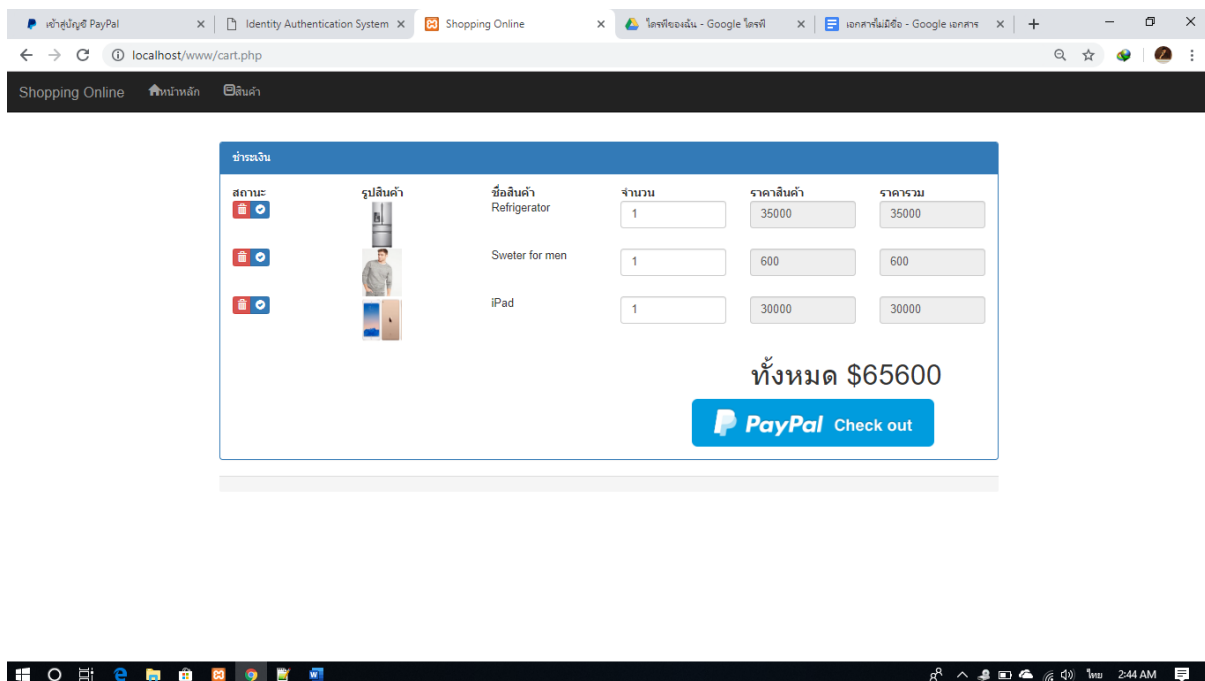 เข้าสู่บัญชี PayPal
Identity Authentication System
Shopping Online
ไดรฟ์ของฉัน - Google ไดรฟ์
เอกสารไม่มีชื่อ - Google เอกสาร
localhost/www/cart.php
Shopping Online หน้าหลัก สินค้า
ชำระเงิน
สถานะ รูปสินค้า ชื่อสินค้า จำนวน ราคาสินค้า ราคารวม
Refrigerator 1 35000 35000
Sweter for men 1 600 600
iPad 1 30000 30000
ทั้งหมด $65600
PayPal Check out
ไทย 2:44 AM